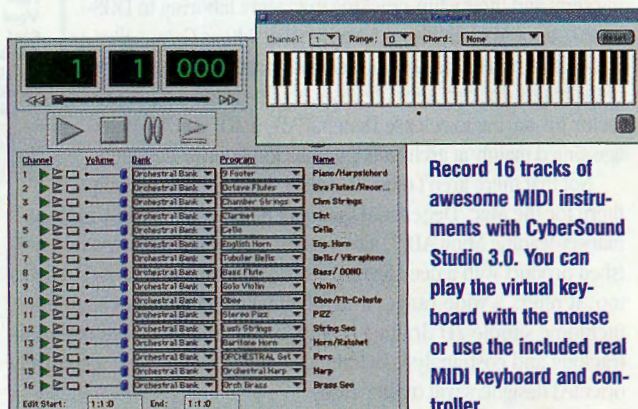 Keyboard
Channel: 1 Range: 0 Chord: None Reset
1 1 000
Channel Volume Bank Program Name
1 Orchestral Bank 9 Footer Piano/Harpsichord
2 Orchestral Bank Octave Flutes 8va Flutes/Recor...
3 Orchestral Bank Chamber Strings Chm Strings
4 Orchestral Bank Clarinet Clnt
5 Orchestral Bank Cello Cello
6 Orchestral Bank English Horn Eng. Horn
7 Orchestral Bank Tubular Bells Bells / Vibraphone
8 Orchestral Bank Bass Flute Bass/
9 Orchestral Bank Solo Violin Violin
10 Orchestral Bank Oboe Oboe/Flt-Celeste
11 Orchestral Bank Stereo Pizz PIZZ
12 Orchestral Bank Lush Strings String Sec
13 Orchestral Bank Baritone Horn Horn/Ratchet
14 Orchestral Bank ORCHESTRAL Set Perc
15 Orchestral Bank Orchestral Harp Harp
16 Orchestral Bank Orch Brass Brass Sec
Edit Start: 1:1:0 End: 1:1:0
Record 16 tracks of
awesome MIDI instru-
ments with CyberSound
Studio 3.0. You can
play the virtual key-
board with the mouse
or use the included real
MIDI keyboard and con-
troller.